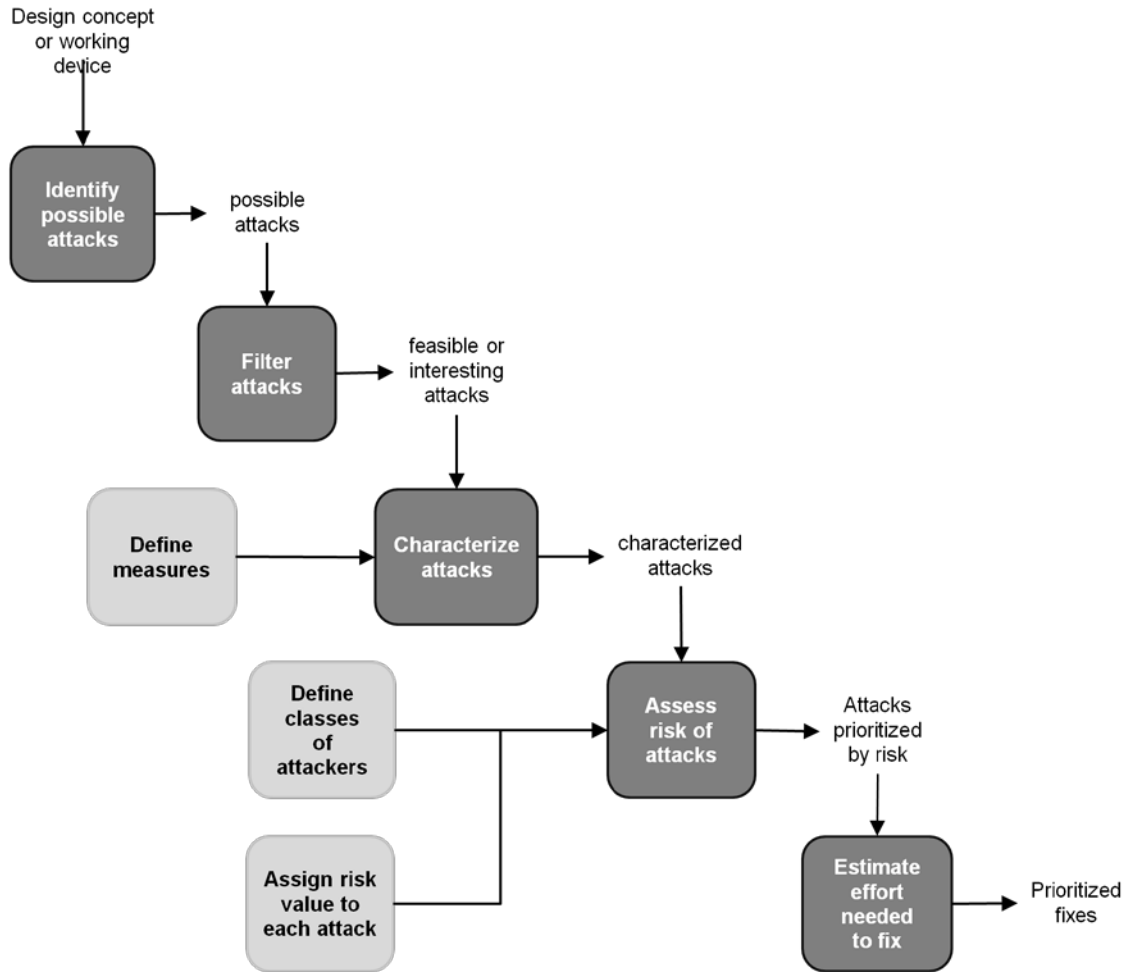 Design concept
or working
device
Identify
possible
attacks
possible
attacks
Filter
attacks
feasible or
interesting
attacks
Define
measures
Characterize
attacks
characterized
attacks
Define
classes
of
attackers
Assess
risk of
attacks
Attacks
prioritized
by risk
Assign risk
value to
each attack
Estimate
effort
needed
to fix
Prioritized
fixes